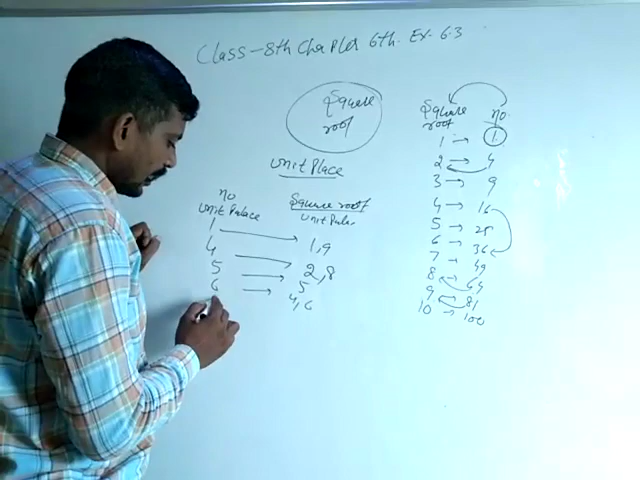 Class-8th Chapter 6th. Ex. 6.3
Square
root
Unit Place
no
Unit Palace
Square root
Unit Palac
1 → 1,9
4 → 2,8
5 → 5
6 → 4,6
Square
root
no.
1 → 1
2 → 4
3 → 9
4 → 16
5 → 25
6 → 36
7 → 49
8 → 64
9 → 81
10 → 100